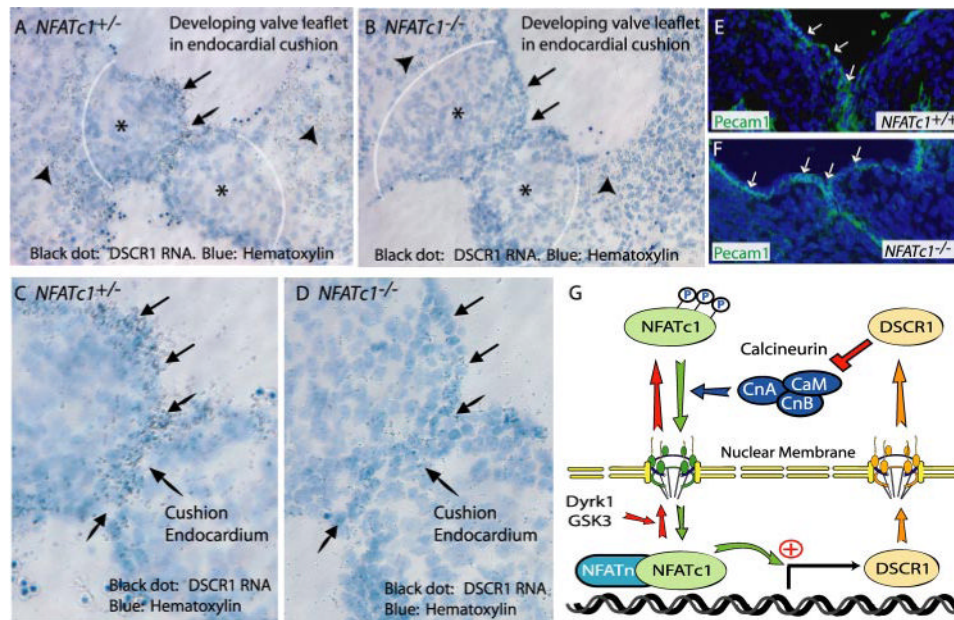 A NFATc1+/-
Developing valve leaflet
in endocardial cushion
*
*
Black dot: DSCR1 RNA. Blue: Hematoxylin
B NFATc1-/-
Developing valve leaflet
in endocardial cushion
*
*
Black dot: DSCR1 RNA. Blue: Hematoxylin
E
Pecam1
NFATc1+/+
F
Pecam1
NFATc1-/-
C NFATc1+/-
Cushion
Endocardium
Black dot: DSCR1 RNA
Blue: Hematoxylin
D NFATc1-/-
Cushion
Endocardium
Black dot: DSCR1 RNA
Blue: Hematoxylin
G
P P P
NFATc1
DSCR1
Calcineurin
CnA CaM
CnB
Nuclear Membrane
Dyrk1
GSK3
+
NFATn NFATc1
DSCR1